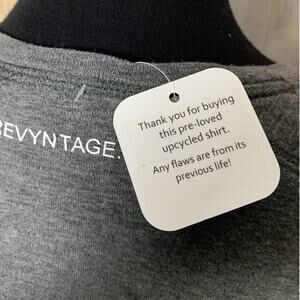 REVYNTAGE.
Thank you for buying
this pre-loved
upcycled shirt.
Any flaws are from its
previous life!